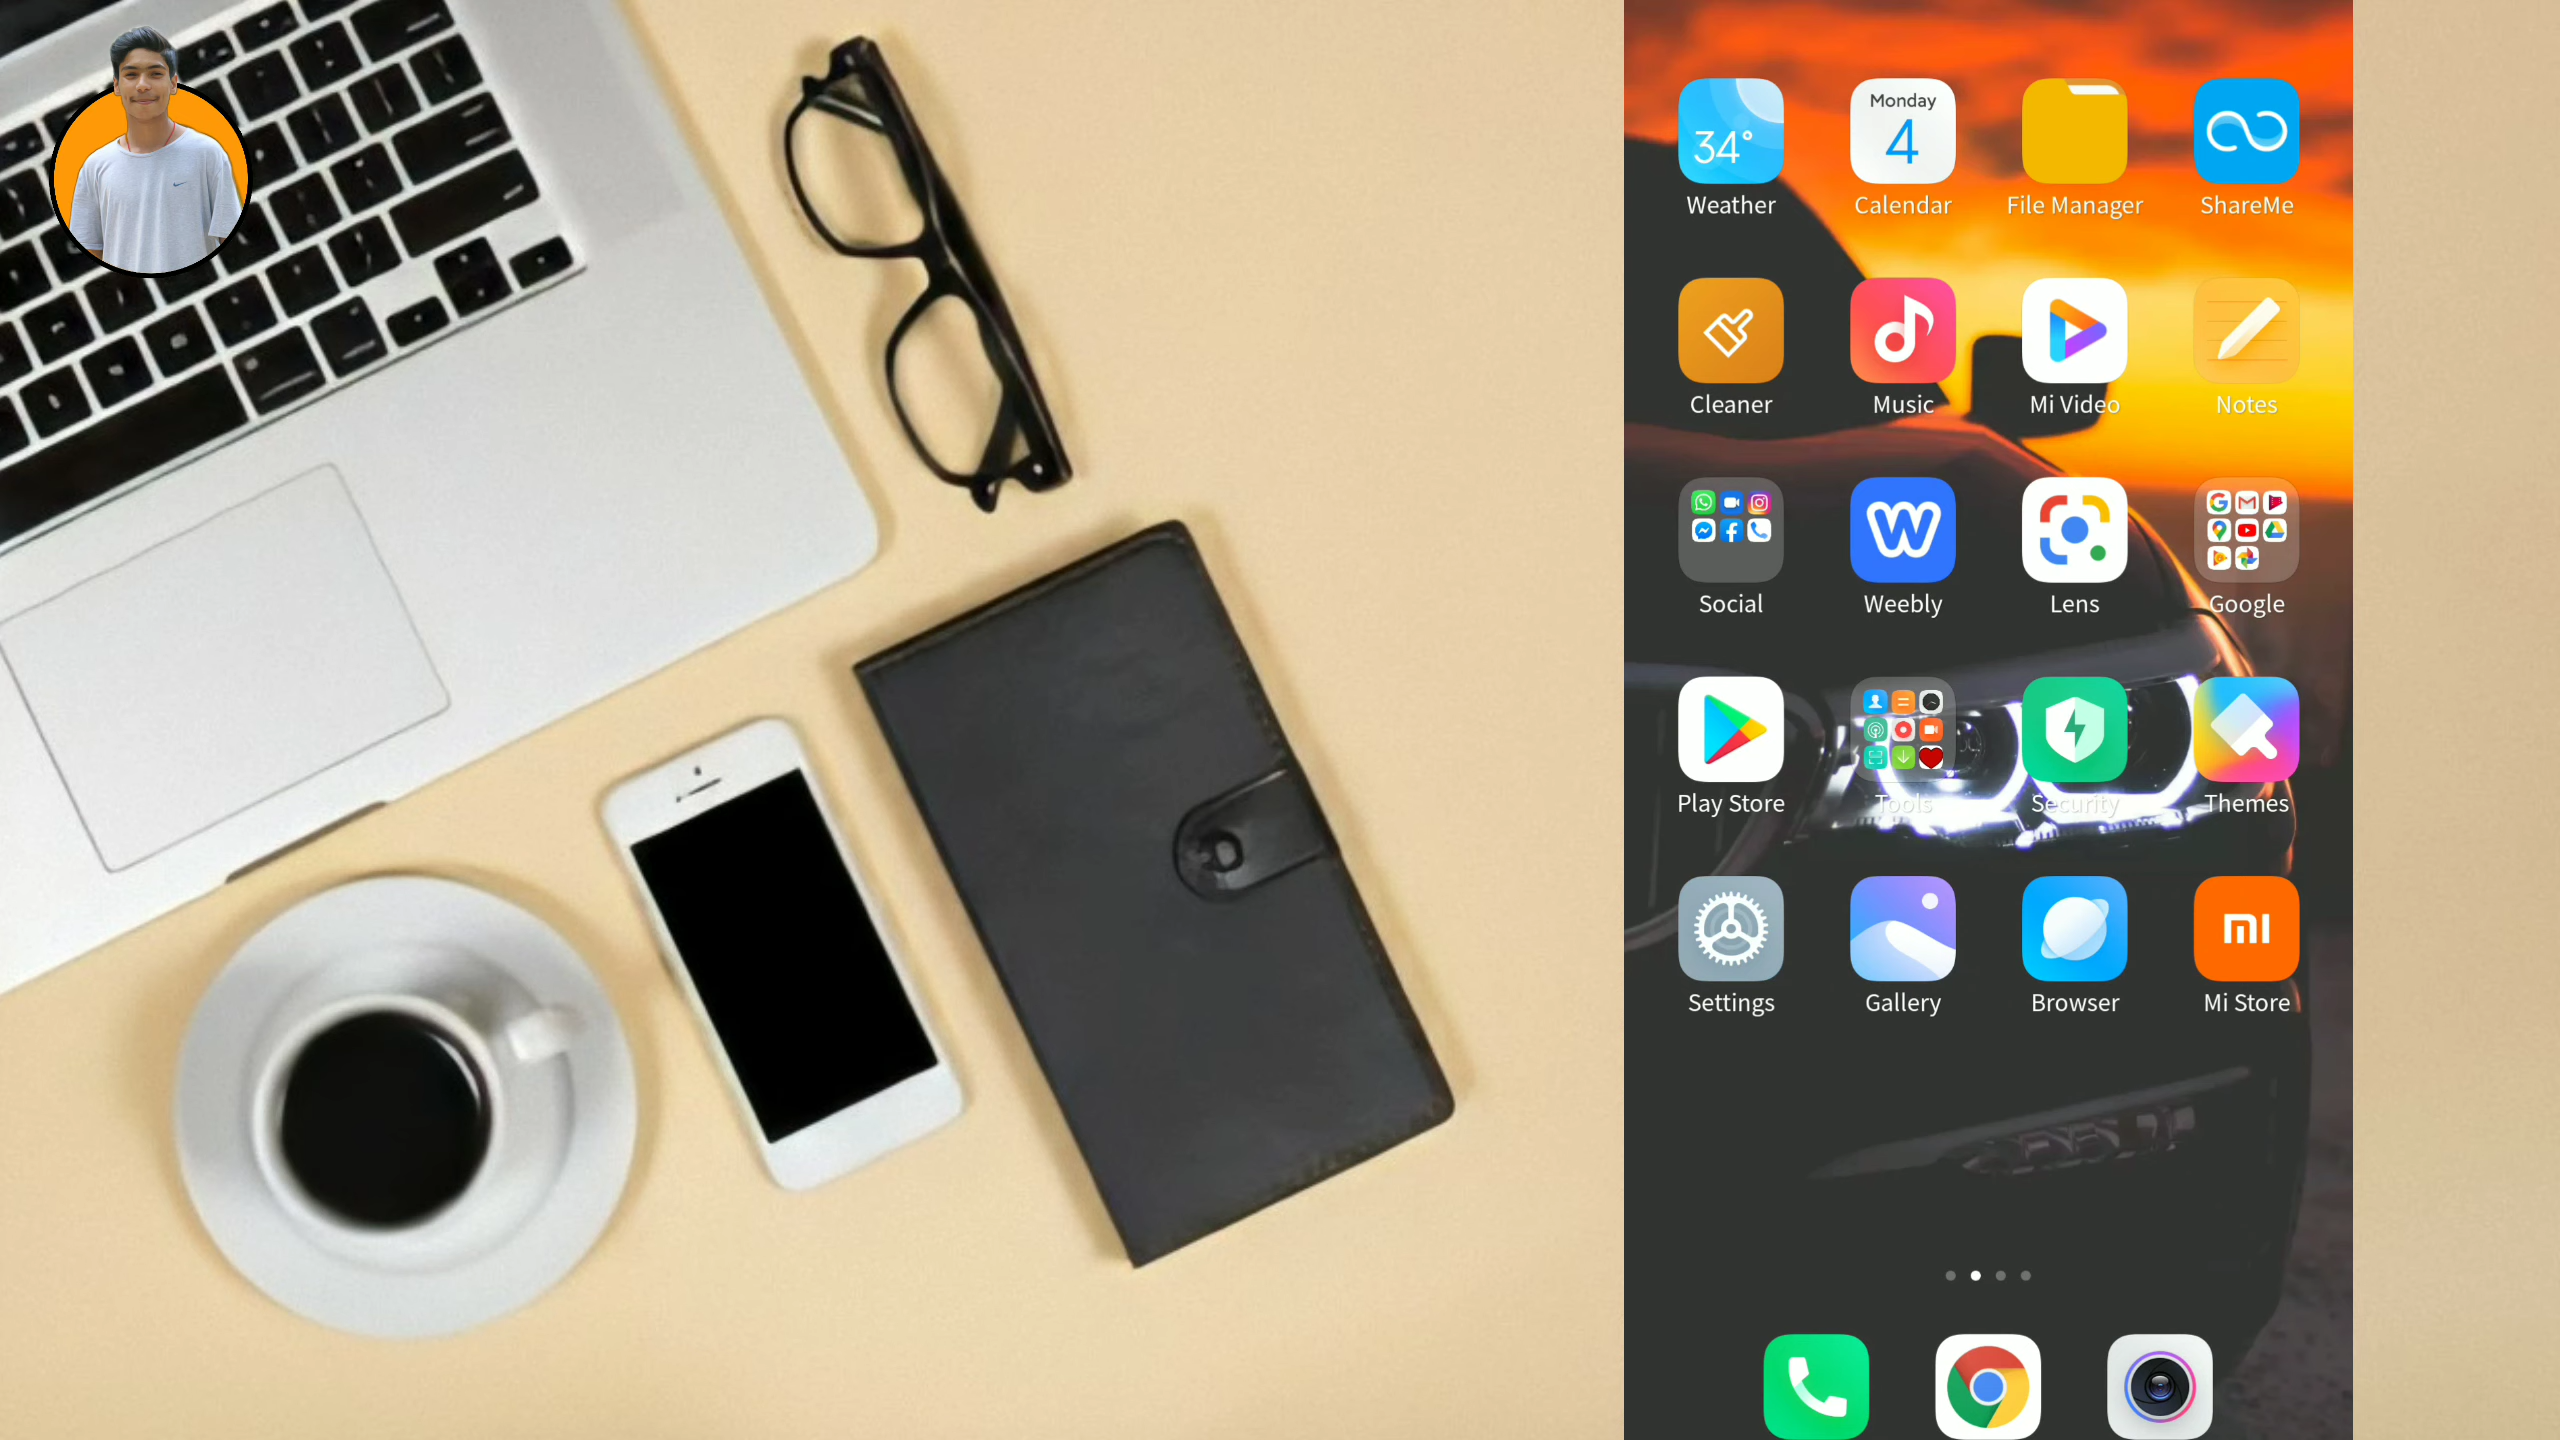 34°
Monday
4
Weather
Calendar
File Manager
ShareMe
Cleaner
Music
Mi Video
Notes
Social
Weebly
Lens
Google
Play Store
Tools
Security
Themes
mi
Settings
Gallery
Browser
Mi Store